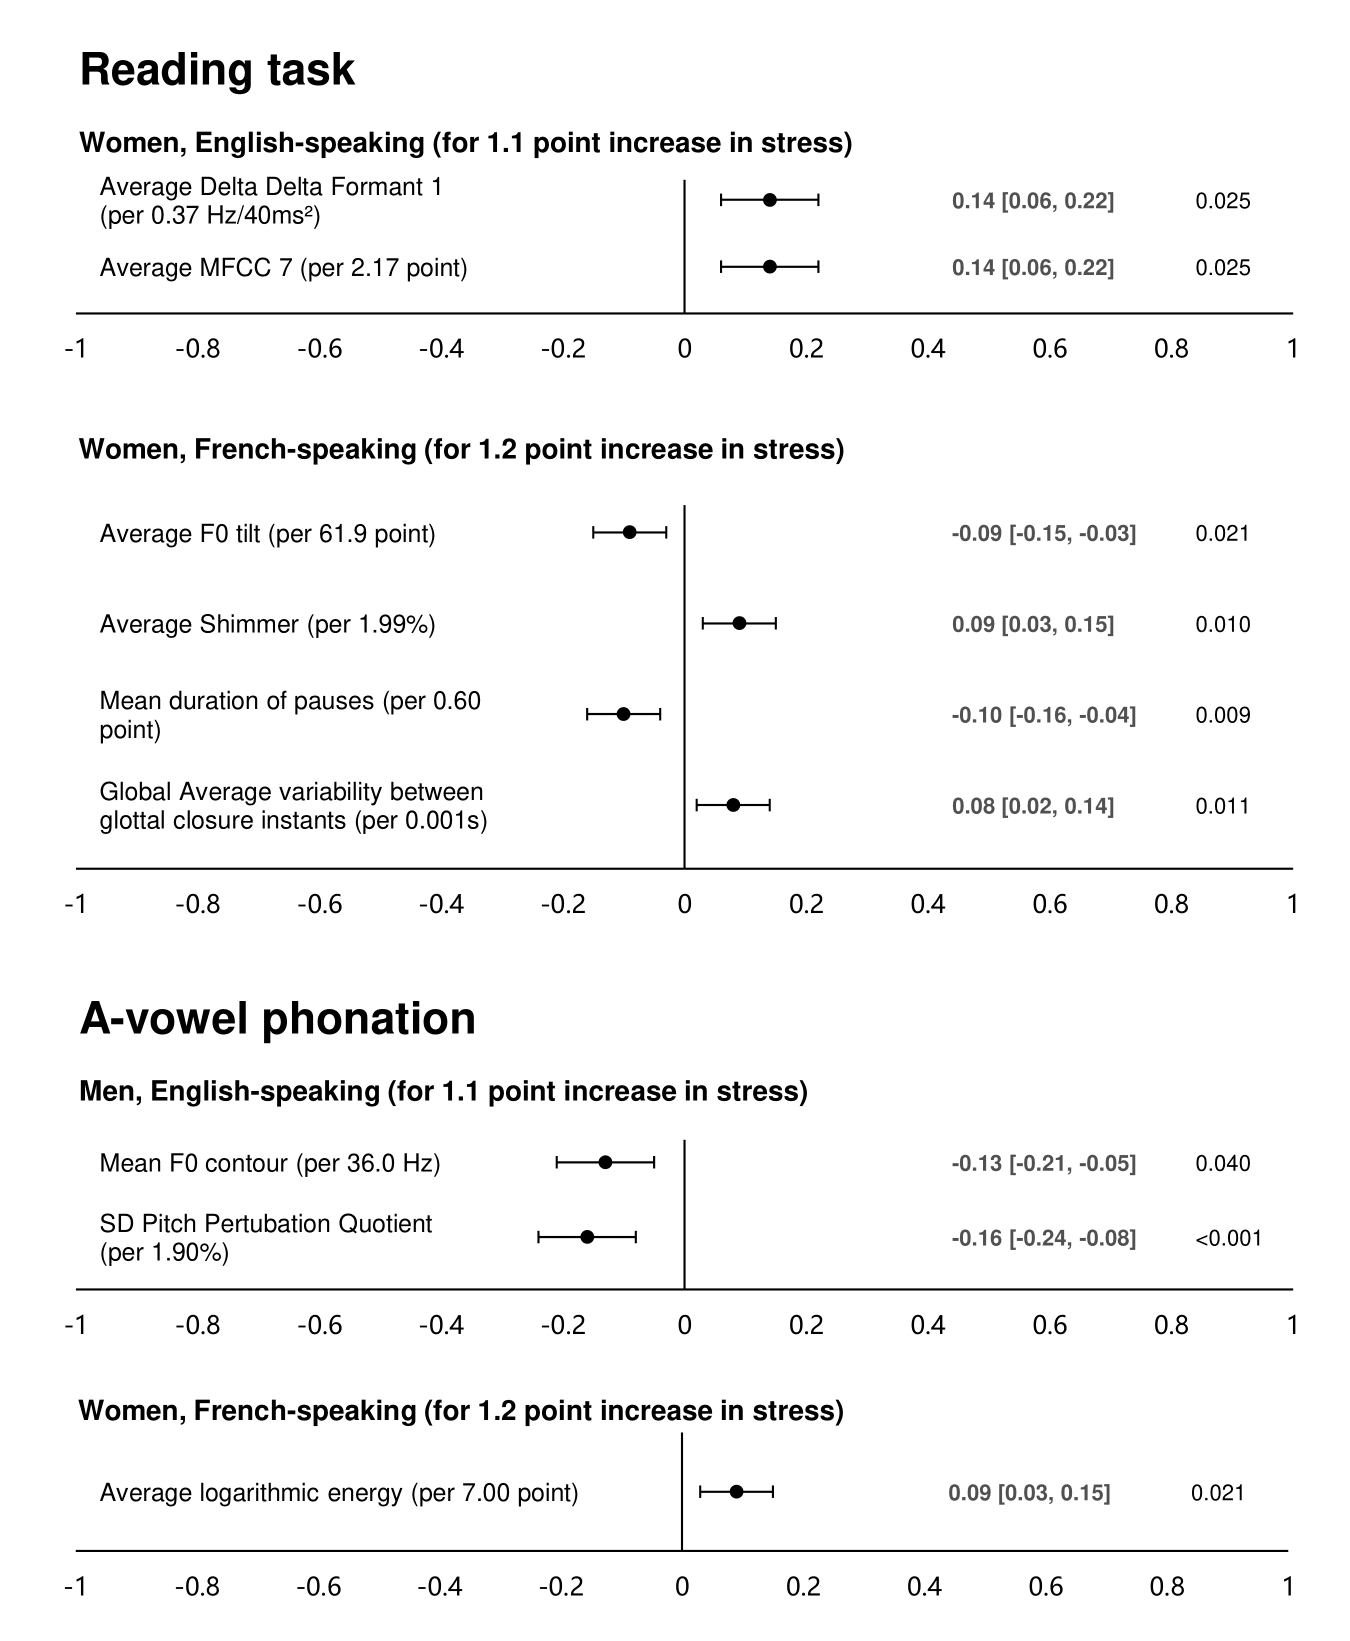 Reading task
Women, English-speaking (for 1.1 point increase in stress)
Average Delta Delta Formant 1
(per 0.37 Hz/40ms²)
0.14 [0.06, 0.22] 0.025
Average MFCC 7 (per 2.17 point) 0.14 [0.06, 0.22] 0.025
-1 -0.8 -0.6 -0.4 -0.2 0 0.2 0.4 0.6 0.8 1
Women, French-speaking (for 1.2 point increase in stress)
Average F0 tilt (per 61.9 point) -0.09 [-0.15, -0.03] 0.021
Average Shimmer (per 1.99%) 0.09 [0.03, 0.15] 0.010
Mean duration of pauses (per 0.60
point)
-0.10 [-0.16, -0.04] 0.009
Global Average variability between
glottal closure instants (per 0.001s)
0.08 [0.02, 0.14] 0.011
-1 -0.8 -0.6 -0.4 -0.2 0 0.2 0.4 0.6 0.8 1
A-vowel phonation
Men, English-speaking (for 1.1 point increase in stress)
Mean F0 contour (per 36.0 Hz) -0.13 [-0.21, -0.05] 0.040
SD Pitch Pertubation Quotient
(per 1.90%)
-0.16 [-0.24, -0.08] <0.001
-1 -0.8 -0.6 -0.4 -0.2 0 0.2 0.4 0.6 0.8 1
Women, French-speaking (for 1.2 point increase in stress)
Average logarithmic energy (per 7.00 point) 0.09 [0.03, 0.15] 0.021
-1 -0.8 -0.6 -0.4 -0.2 0 0.2 0.4 0.6 0.8 1